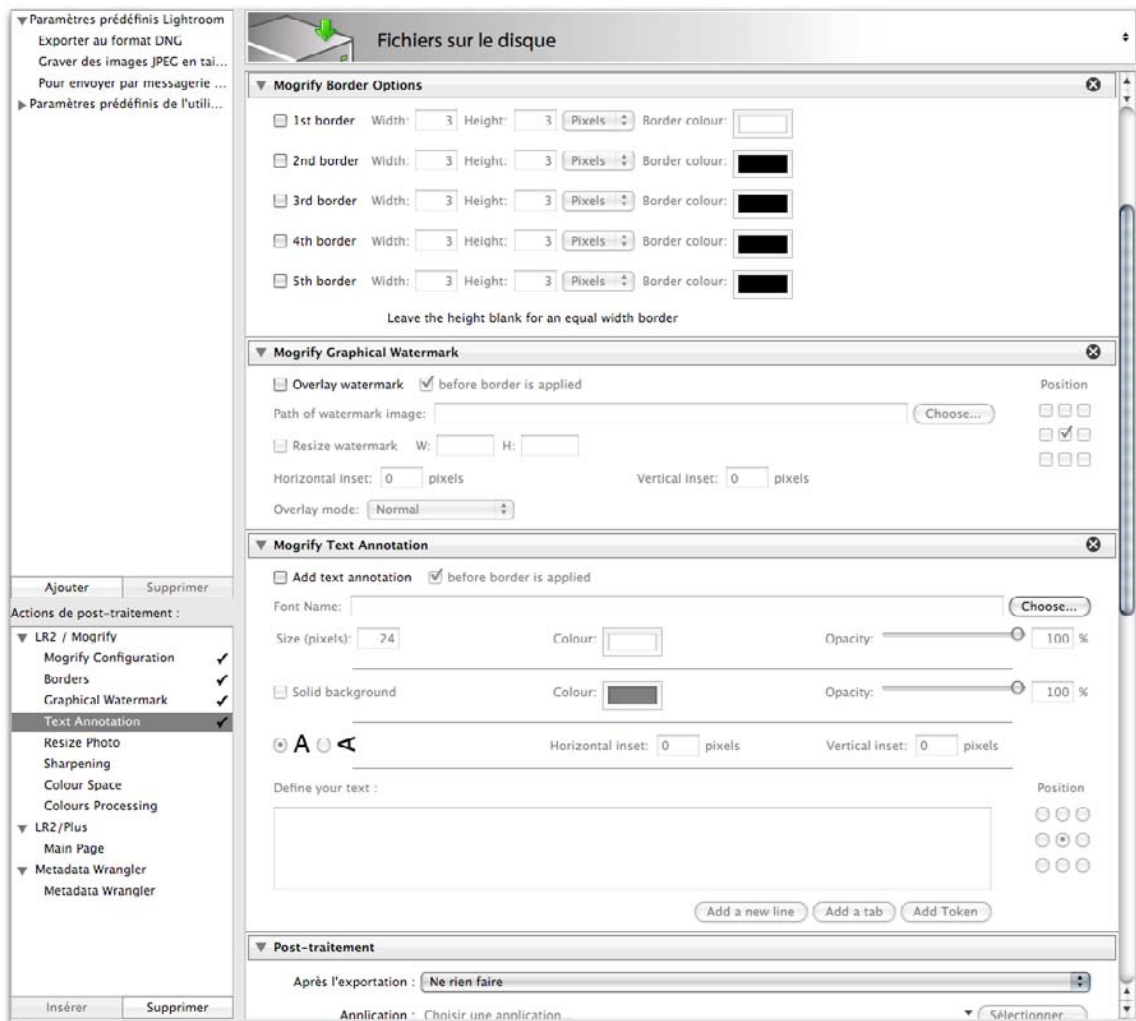 Paramètres prédéfinis Lightroom
Exporter au format DNG
Graver des images JPEG en tai...
Pour envoyer par messagerie ...
Paramètres prédéfinis de l'utili...
Ajouter Supprimer
Actions de post-traitement :
LR2 / Mogrify
Mogrify Configuration
Borders
Graphical Watermark
Text Annotation
Resize Photo
Sharpening
Colour Space
Colours Processing
LR2/Plus
Main Page
Metadata Wrangler
Metadata Wrangler
Insérer Supprimer
Fichiers sur le disque
Mogrify Border Options
1st border Width: 3 Height: 3 Pixels Border colour:
2nd border Width: 3 Height: 3 Pixels Border colour:
3rd border Width: 3 Height: 3 Pixels Border colour:
4th border Width: 3 Height: 3 Pixels Border colour:
5th border Width: 3 Height: 3 Pixels Border colour:
Leave the height blank for an equal width border
Mogrify Graphical Watermark
Overlay watermark before border is applied Position
Path of watermark image: Choose...
Resize watermark W: H:
Horizontal inset: 0 pixels Vertical inset: 0 pixels
Overlay mode: Normal
Mogrify Text Annotation
Add text annotation before border is applied
Font Name: Choose...
Size (pixels): 24 Colour: Opacity: 100 %
Solid background Colour: Opacity: 100 %
A A Horizontal inset: 0 pixels Vertical inset: 0 pixels
Define your text : Position
Add a new line Add a tab Add Token
Post-traitement
Après l'exportation : Ne rien faire
Application : Choisir une application... Sélectionner...